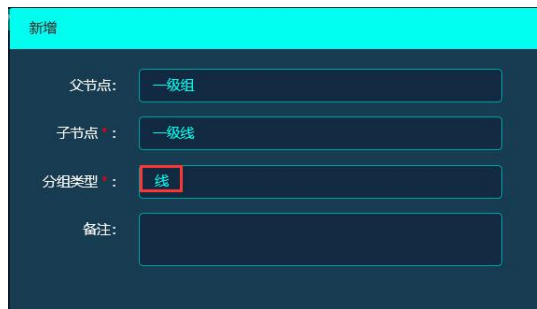 新增
父节点: 一级组
子节点*: 一级线
分组类型*: 线
备注: